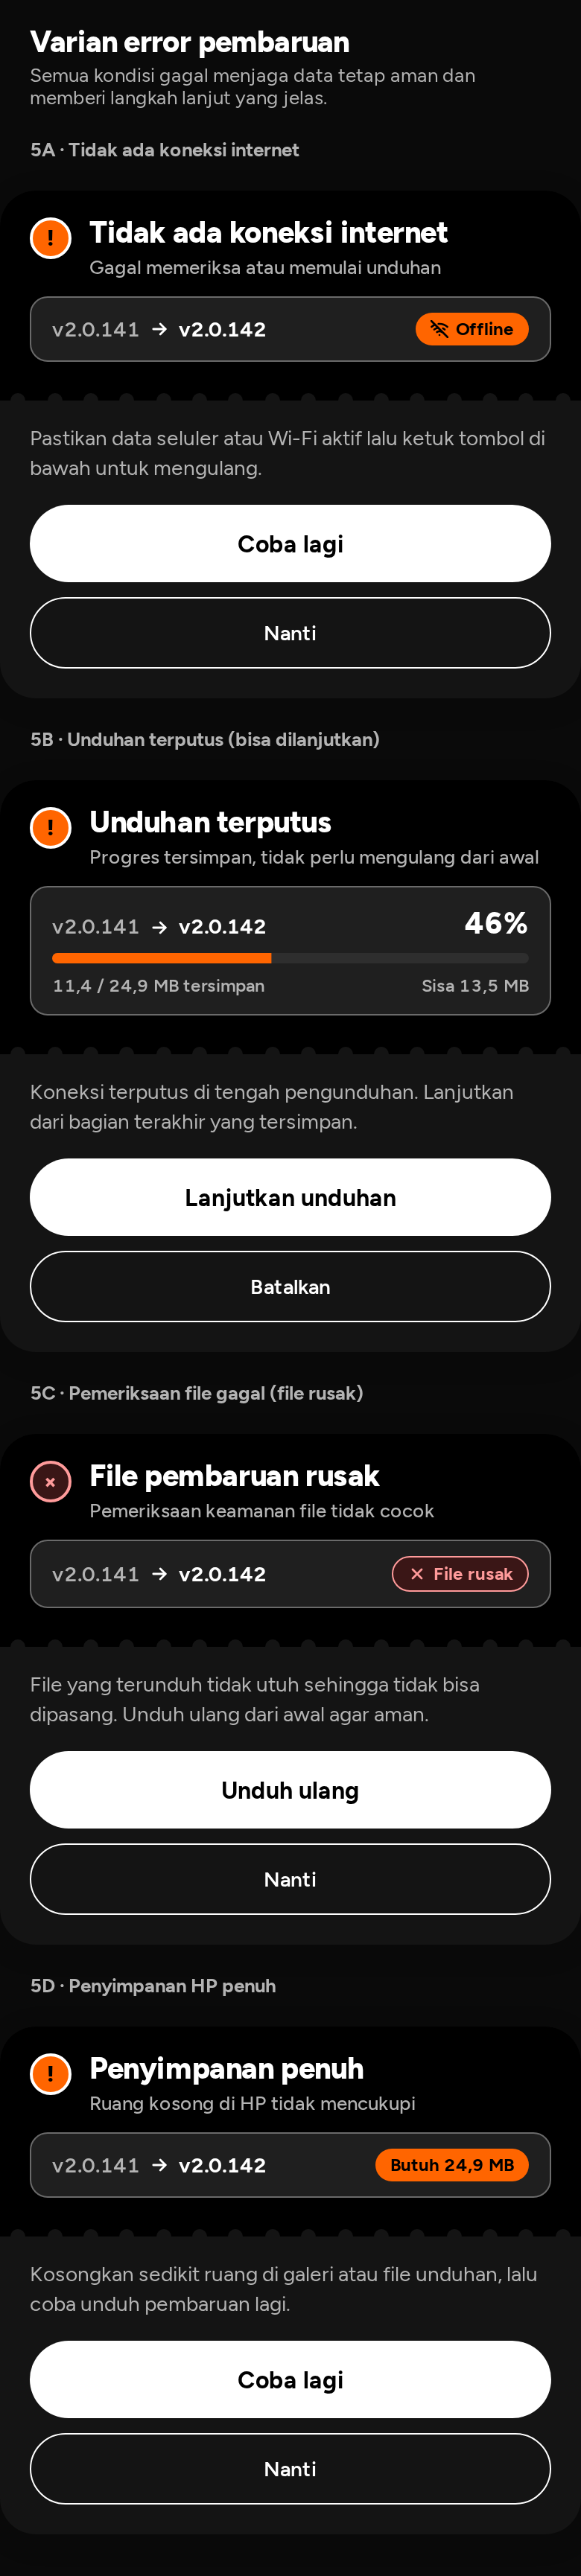 Varian error pembaruan
Semua kondisi gagal menjaga data tetap aman dan
memberi langkah lanjut yang jelas.
5A · Tidak ada koneksi internet
!
Tidak ada koneksi internet
Gagal memeriksa atau memulai unduhan
v2.0.141 → v2.0.142
Offline
Pastikan data seluler atau Wi-Fi aktif lalu ketuk tombol di
bawah untuk mengulang.
Coba lagi
Nanti
5B · Unduhan terputus (bisa dilanjutkan)
!
Unduhan terputus
Progres tersimpan, tidak perlu mengulang dari awal
v2.0.141 → v2.0.142
46%
11,4 / 24,9 MB tersimpan
Sisa 13,5 MB
Koneksi terputus di tengah pengunduhan. Lanjutkan
dari bagian terakhir yang tersimpan.
Lanjutkan unduhan
Batalkan
5C · Pemeriksaan file gagal (file rusak)
×
File pembaruan rusak
Pemeriksaan keamanan file tidak cocok
v2.0.141 → v2.0.142
× File rusak
File yang terunduh tidak utuh sehingga tidak bisa
dipasang. Unduh ulang dari awal agar aman.
Unduh ulang
Nanti
5D · Penyimpanan HP penuh
!
Penyimpanan penuh
Ruang kosong di HP tidak mencukupi
v2.0.141 → v2.0.142
Butuh 24,9 MB
Kosongkan sedikit ruang di galeri atau file unduhan, lalu
coba unduh pembaruan lagi.
Coba lagi
Nanti